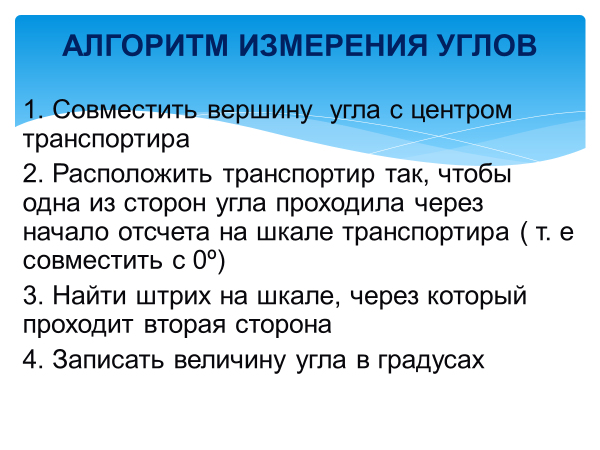 АЛГОРИТМ ИЗМЕРЕНИЯ УГЛОВ
1. Совместить вершину  угла с центром
транспортира
2. Расположить транспортир так, чтобы
одна из сторон угла проходила через
начало отсчета на шкале транспортира ( т. е
совместить с 0º)
3. Найти штрих на шкале, через который
проходит вторая сторона
4. Записать величину угла в градусах